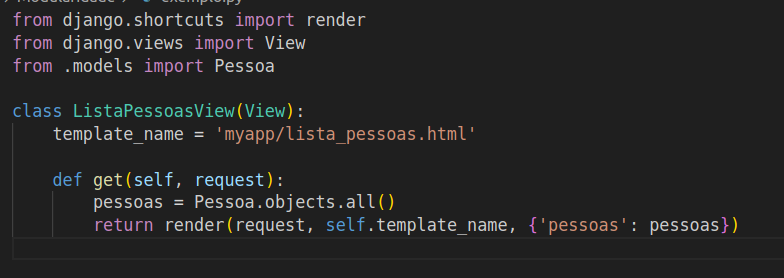 from django.shortcuts import render
from django.views import View
from .models import Pessoa
class ListaPessoasView(View):
template_name = 'myapp/lista_pessoas.html'
def get(self, request):
pessoas = Pessoa.objects.all()
return render(request, self.template_name, {'pessoas': pessoas})